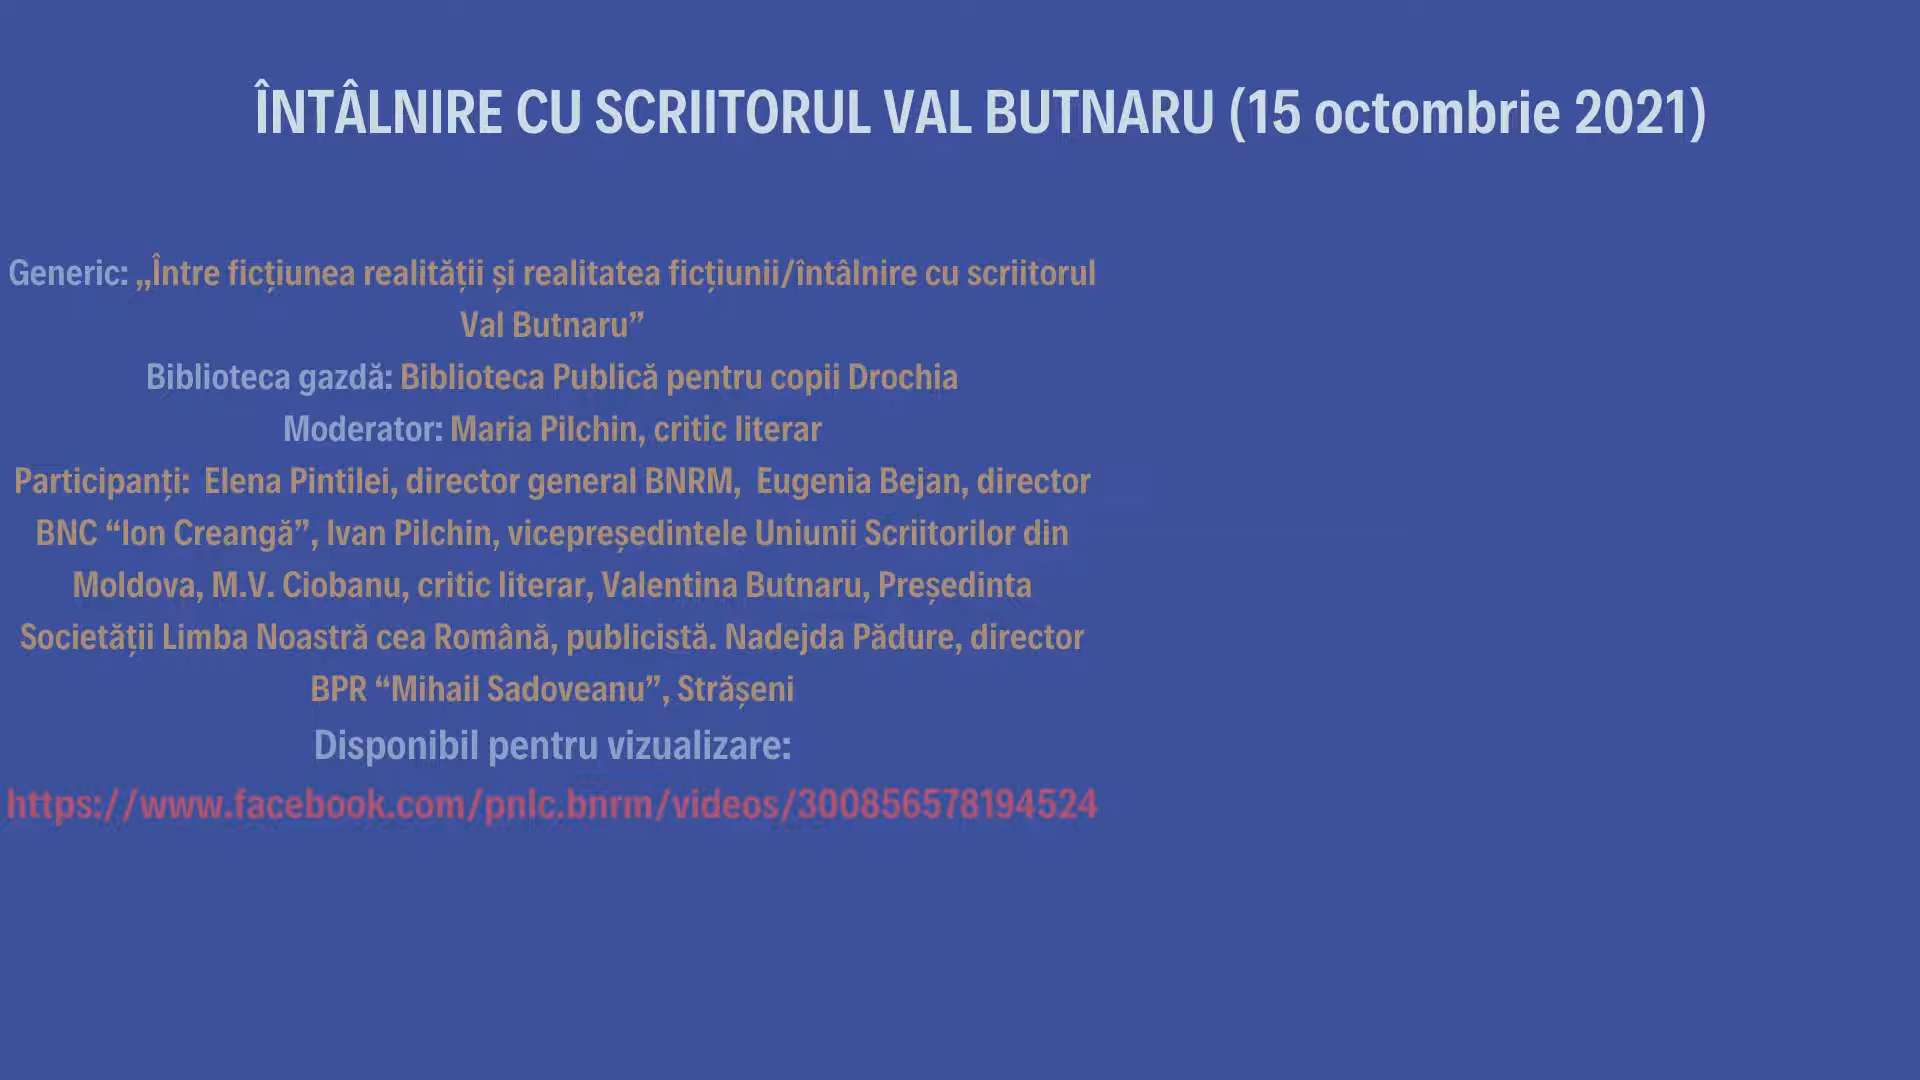 ÎNTÂLNIRE CU SCRIITORUL VAL BUTNARU (15 octombrie 2021)
Generic: „Între ficțiunea realității și realitatea ficțiunii/întâlnire cu scriitorul
Val Butnaru”
Biblioteca gazdă: Biblioteca Publică pentru copii Drochia
Moderator: Maria Pilchin, critic literar
Participanți:  Elena Pintilei, director general BNRM,  Eugenia Bejan, director
BNC “Ion Creangă”, Ivan Pilchin, vicepreședintele Uniunii Scriitorilor din
Moldova, M.V. Ciobanu, critic literar, Valentina Butnaru, Președinta
Societății Limba Noastră cea Română, publicistă. Nadejda Pădure, director
BPR “Mihail Sadoveanu”, Strășeni
Disponibil pentru vizualizare:
https://www.facebook.com/pnlc.bnrm/videos/300856578194524